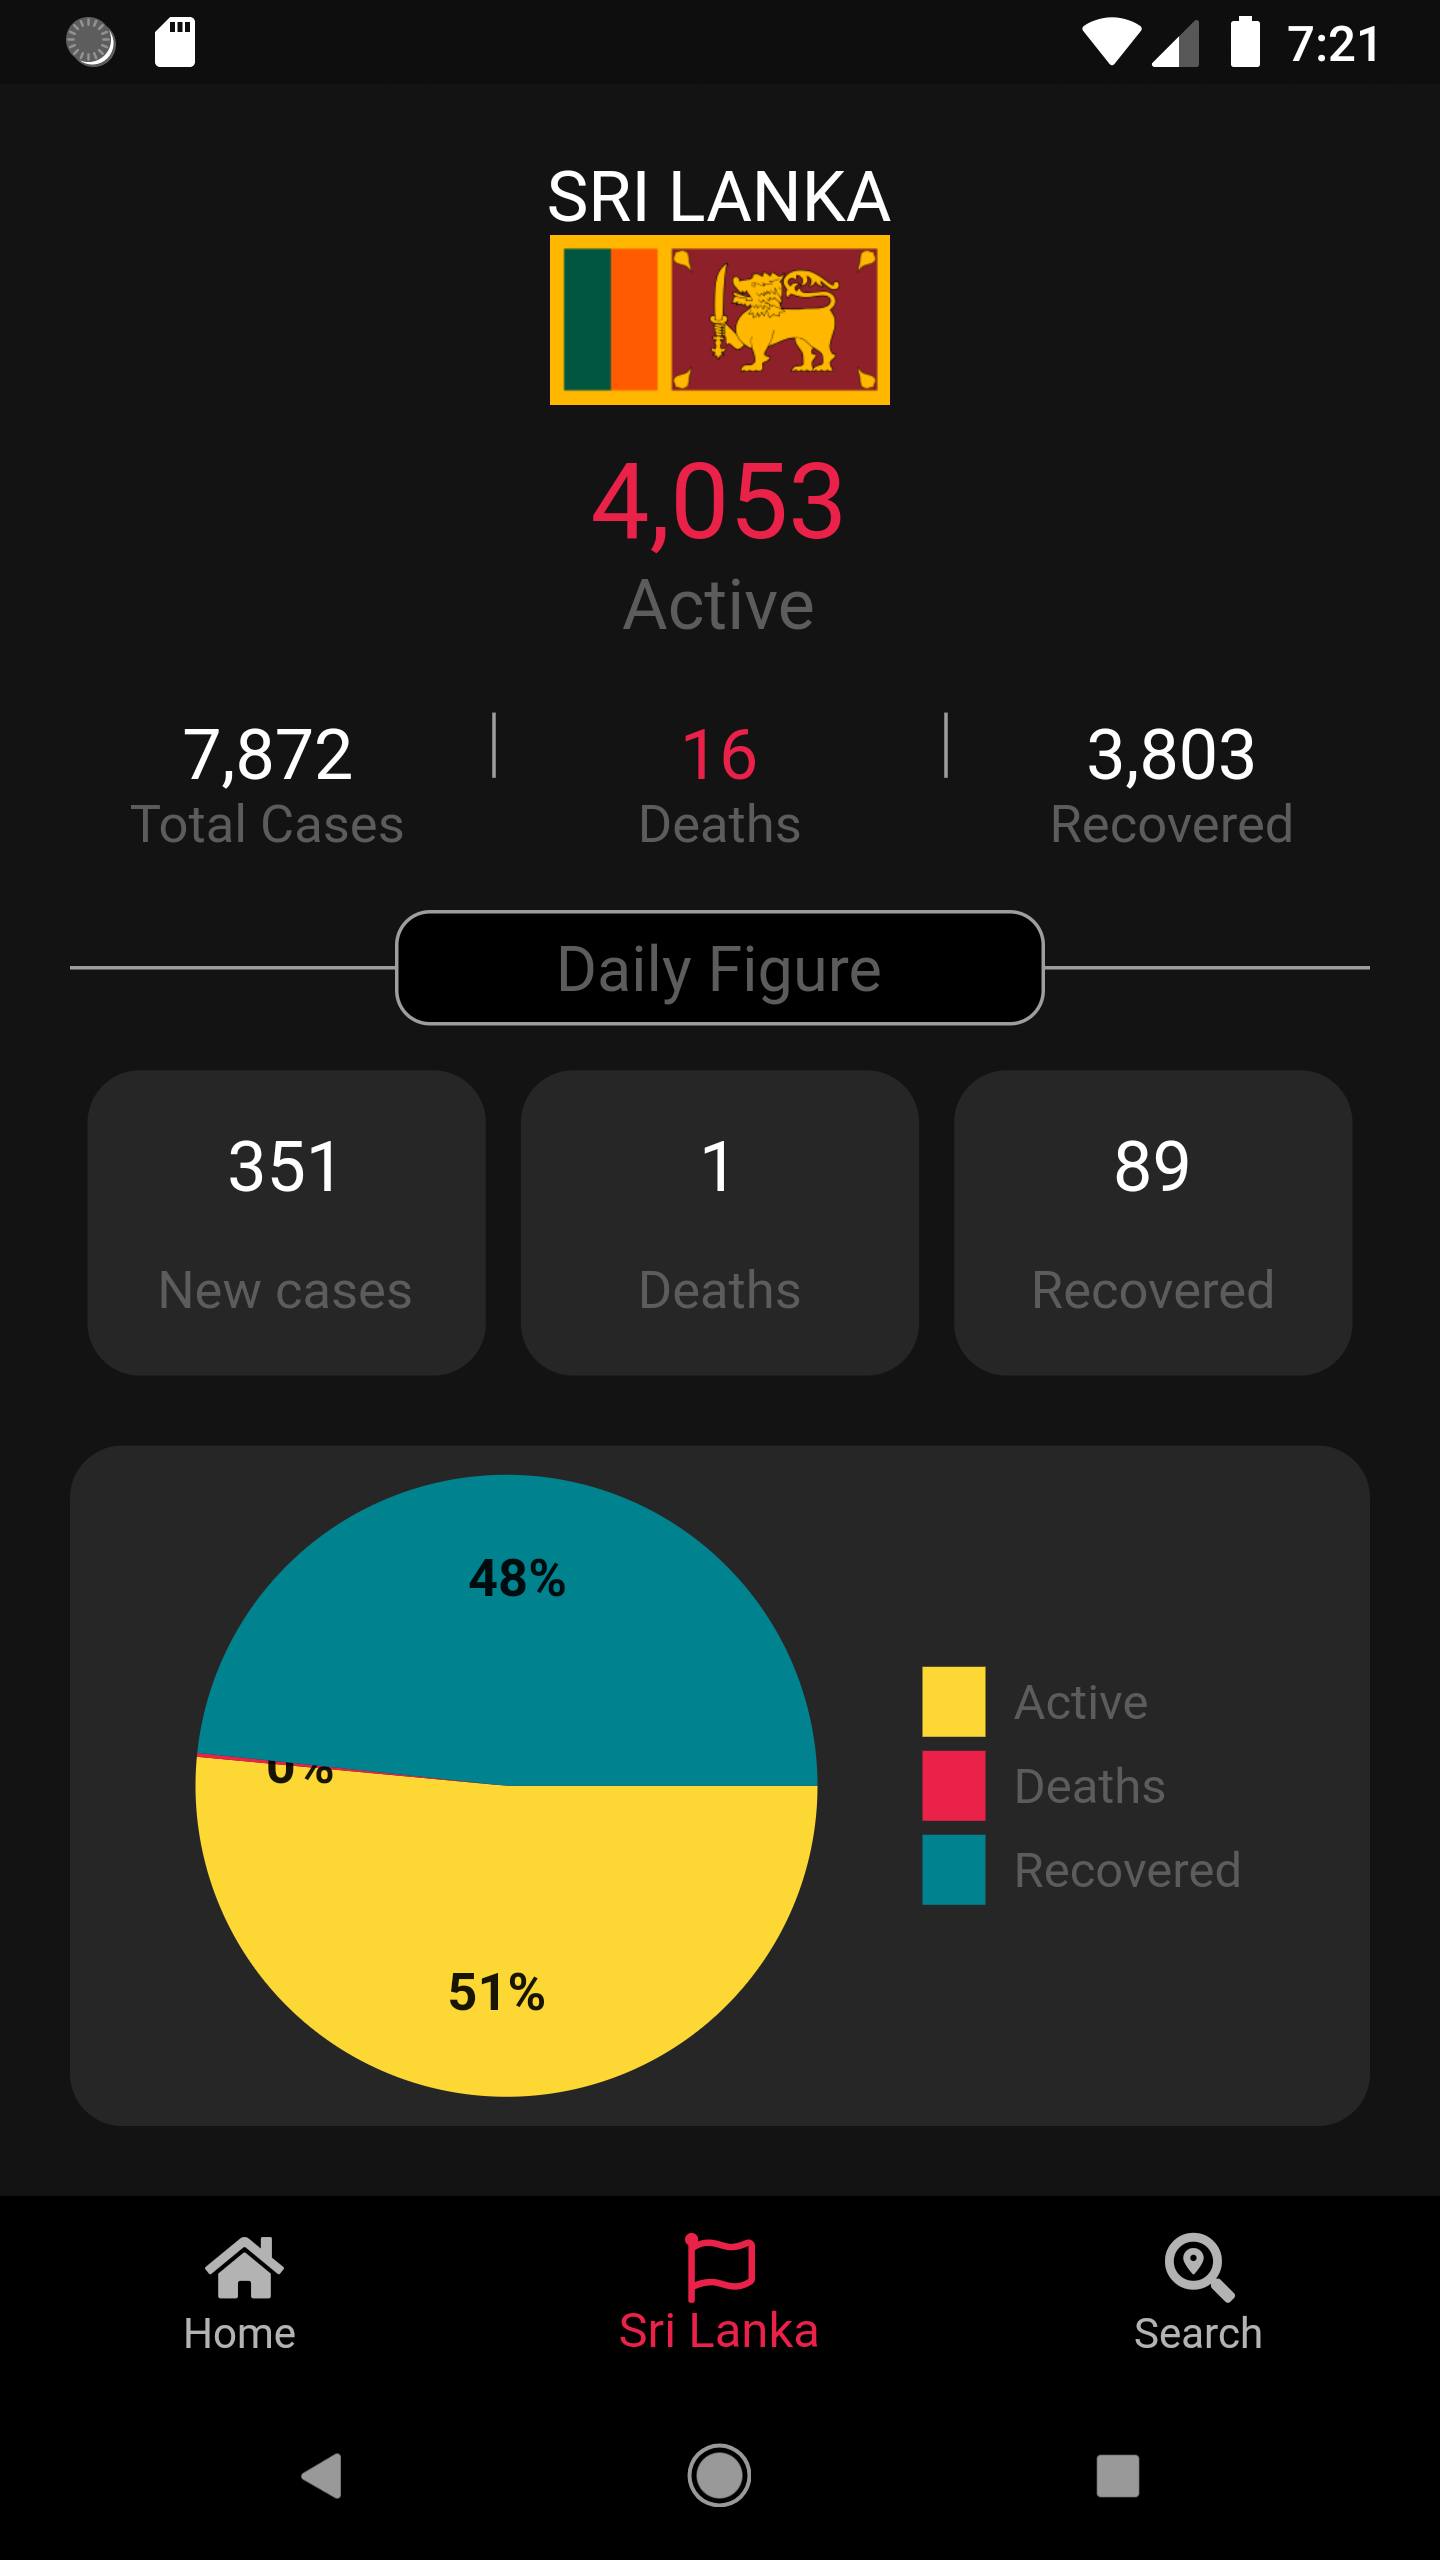 7:21
SRI LANKA
4,053
Active
7,872 16 3,803
Total Cases Deaths Recovered
Daily Figure
351 1 89
New cases Deaths Recovered
48%
0%
51%
Active
Deaths
Recovered
Home Sri Lanka Search